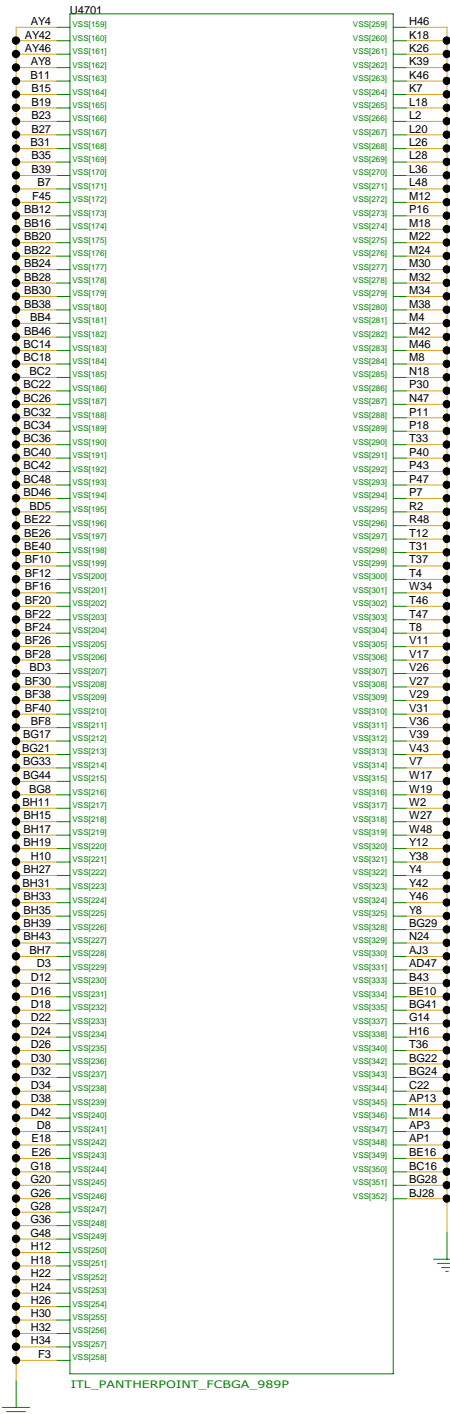 U4701
AY4 VSS[159] VSS[259] H46
AY42 VSS[160] VSS[260] K18
AY46 VSS[161] VSS[261] K26
AY8 VSS[162] VSS[262] K39
B11 VSS[163] VSS[263] K46
B15 VSS[164] VSS[264] K7
B19 VSS[165] VSS[265] L18
B23 VSS[166] VSS[266] L2
B27 VSS[167] VSS[267] L20
B31 VSS[168] VSS[268] L26
B35 VSS[169] VSS[269] L28
B39 VSS[170] VSS[270] L36
B7 VSS[171] VSS[271] L48
F45 VSS[172] VSS[272] M12
BB12 VSS[173] VSS[273] P16
BB16 VSS[174] VSS[274] M18
BB20 VSS[175] VSS[275] M22
BB22 VSS[176] VSS[276] M24
BB24 VSS[177] VSS[277] M30
BB28 VSS[178] VSS[278] M32
BB30 VSS[179] VSS[279] M34
BB38 VSS[180] VSS[280] M38
BB4 VSS[181] VSS[281] M4
BB46 VSS[182] VSS[282] M42
BC14 VSS[183] VSS[283] M46
BC18 VSS[184] VSS[284] M8
BC2 VSS[185] VSS[285] N18
BC22 VSS[186] VSS[286] P30
BC26 VSS[187] VSS[287] N47
BC32 VSS[188] VSS[288] P11
BC34 VSS[189] VSS[289] P18
BC36 VSS[190] VSS[290] T33
BC40 VSS[191] VSS[291] P40
BC42 VSS[192] VSS[292] P43
BC48 VSS[193] VSS[293] P47
BD46 VSS[194] VSS[294] P7
BD5 VSS[195] VSS[295] R2
BE22 VSS[196] VSS[296] R48
BE26 VSS[197] VSS[297] T12
BE40 VSS[198] VSS[298] T31
BF10 VSS[199] VSS[299] T37
BF12 VSS[200] VSS[300] T4
BF16 VSS[201] VSS[301] W34
BF20 VSS[202] VSS[302] T46
BF22 VSS[203] VSS[303] T47
BF24 VSS[204] VSS[304] T8
BF26 VSS[205] VSS[305] V11
BF28 VSS[206] VSS[306] V17
BD3 VSS[207] VSS[307] V26
BF30 VSS[208] VSS[308] V27
BF38 VSS[209] VSS[309] V29
BF40 VSS[210] VSS[310] V31
BF8 VSS[211] VSS[311] V36
BG17 VSS[212] VSS[312] V39
BG21 VSS[213] VSS[313] V43
BG33 VSS[214] VSS[314] V7
BG44 VSS[215] VSS[315] W17
BG8 VSS[216] VSS[316] W19
BH11 VSS[217] VSS[317] W2
BH15 VSS[218] VSS[318] W27
BH17 VSS[219] VSS[319] W48
BH19 VSS[220] VSS[320] Y12
H10 VSS[221] VSS[321] Y38
BH27 VSS[222] VSS[322] Y4
BH31 VSS[223] VSS[323] Y42
BH33 VSS[224] VSS[324] Y46
BH35 VSS[225] VSS[325] Y8
BH39 VSS[226] VSS[328] BG29
BH43 VSS[227] VSS[329] N24
BH7 VSS[228] VSS[330] AJ3
D3 VSS[229] VSS[331] AD47
D12 VSS[230] VSS[333] B43
D16 VSS[231] VSS[334] BE10
D18 VSS[232] VSS[335] BG41
D22 VSS[233] VSS[337] G14
D24 VSS[234] VSS[338] H16
D26 VSS[235] VSS[340] T36
D30 VSS[236] VSS[342] BG22
D32 VSS[237] VSS[343] BG24
D34 VSS[238] VSS[344] C22
D38 VSS[239] VSS[345] AP13
D42 VSS[240] VSS[346] M14
D8 VSS[241] VSS[347] AP3
E18 VSS[242] VSS[348] AP1
E26 VSS[243] VSS[349] BE16
G18 VSS[244] VSS[350] BC16
G20 VSS[245] VSS[351] BG28
G26 VSS[246] VSS[352] BJ28
G28 VSS[247]
G36 VSS[248]
G48 VSS[249]
H12 VSS[250]
H18 VSS[251]
H22 VSS[252]
H24 VSS[253]
H26 VSS[254]
H30 VSS[255]
H32 VSS[256]
H34 VSS[257]
F3 VSS[258]
ITL_PANTHERPOINT_FCBGA_989P